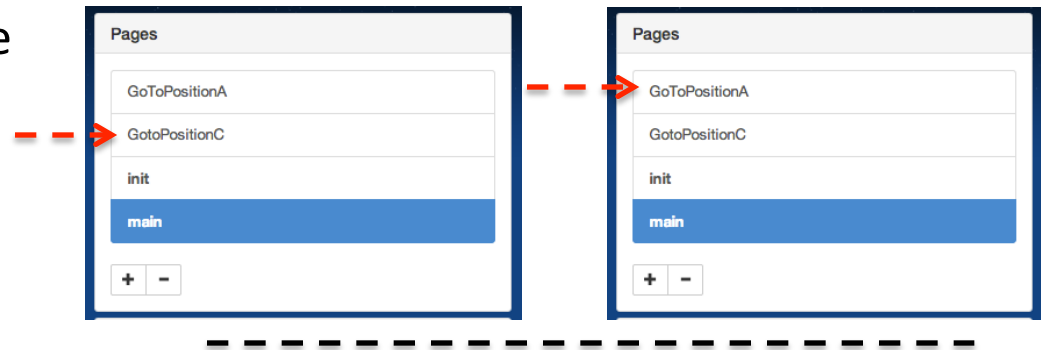 e
Pages
GoToPositionA
GotoPositionC
init
main
+ -
Pages
GoToPositionA
GotoPositionC
init
main
+ -